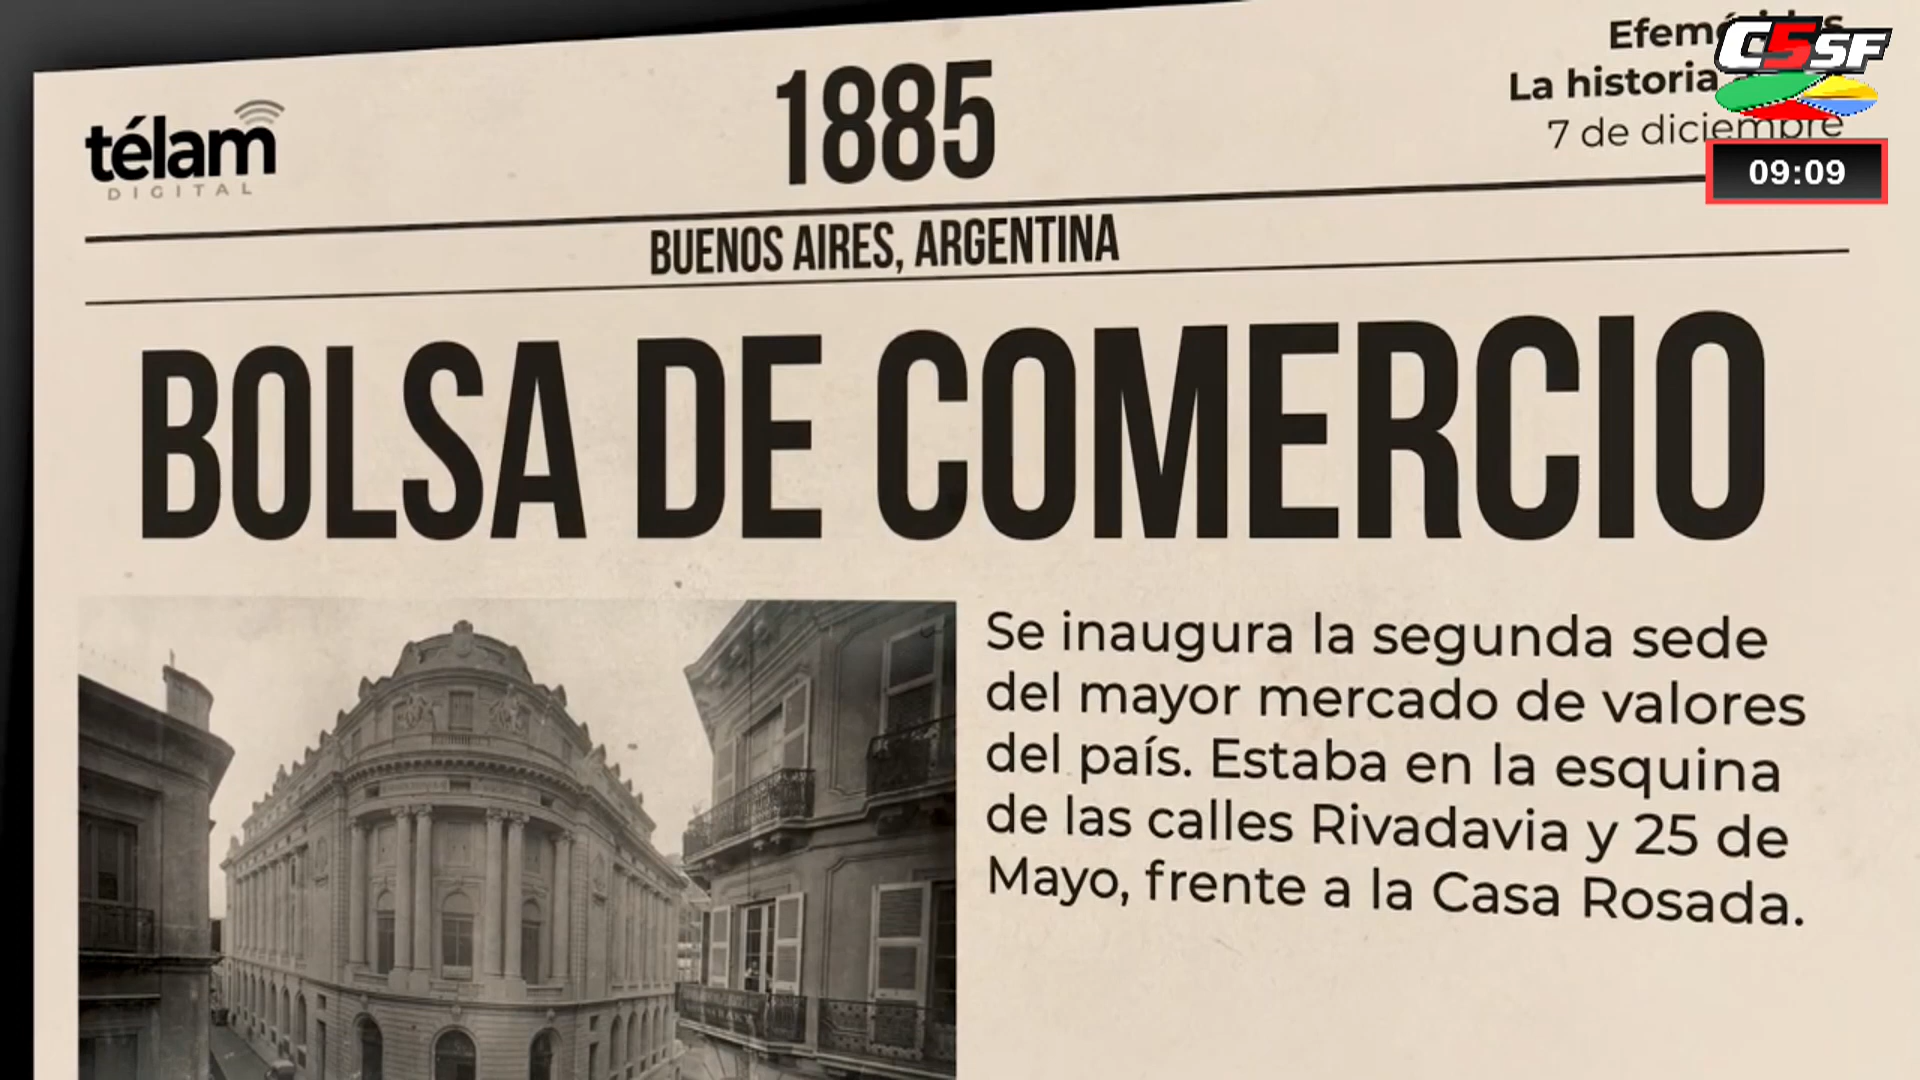 Efemé
C5SF
La historia
7 de diciembre
09:09
télam
DIGITAL
1885
BUENOS AIRES, ARGENTINA
BOLSA DE COMERCIO
Se inaugura la segunda sede
del mayor mercado de valores
del país. Estaba en la esquina
de las calles Rivadavia y 25 de
Mayo, frente a la Casa Rosada.